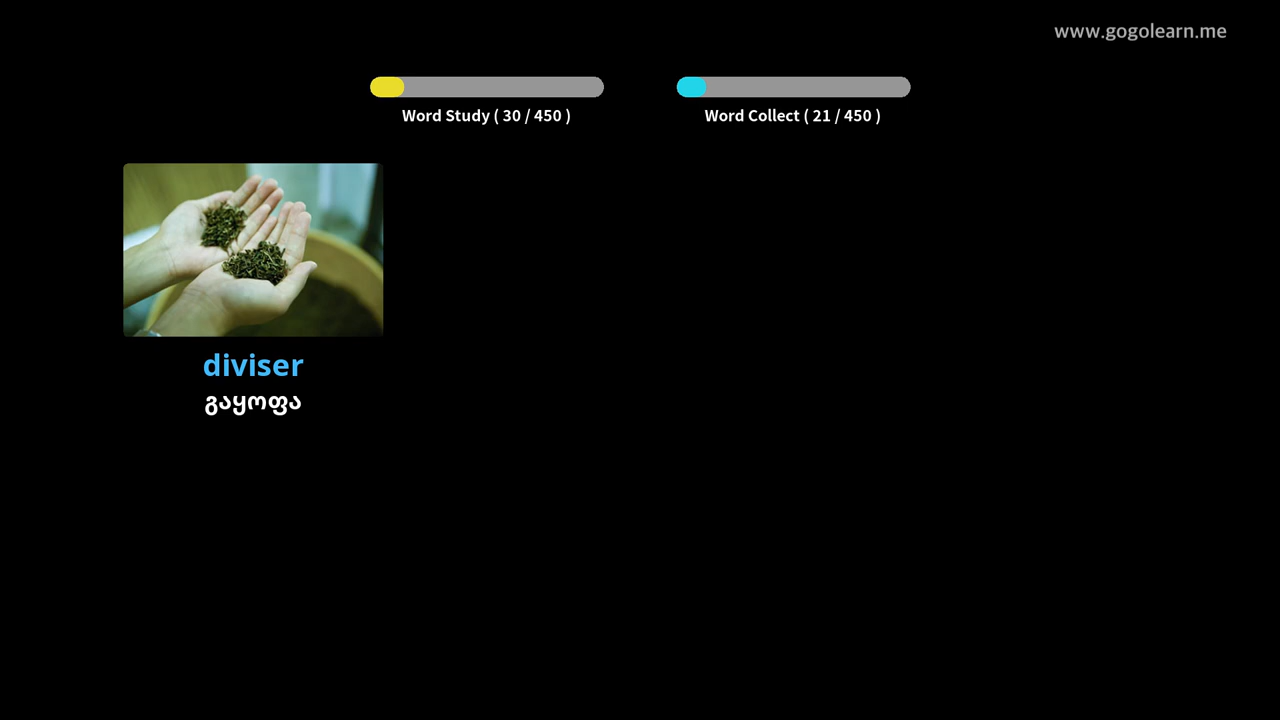 www.gogolearn.me
Word Study ( 30 / 450 )
Word Collect ( 21 / 450 )
diviser
გაყოფა